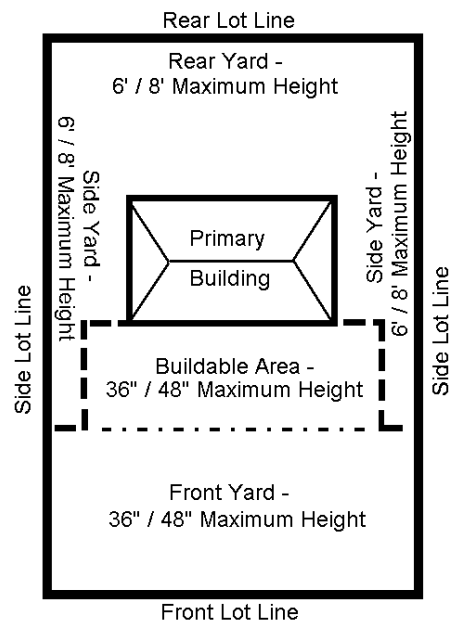 Rear Lot Line
Rear Yard -
6' / 8' Maximum Height
Side Yard -
6' / 8' Maximum Height
Side Yard -
6' / 8' Maximum Height
Primary
Building
Side Lot Line
Side Lot Line
Buildable Area -
36" / 48" Maximum Height
Front Yard -
36" / 48" Maximum Height
Front Lot Line